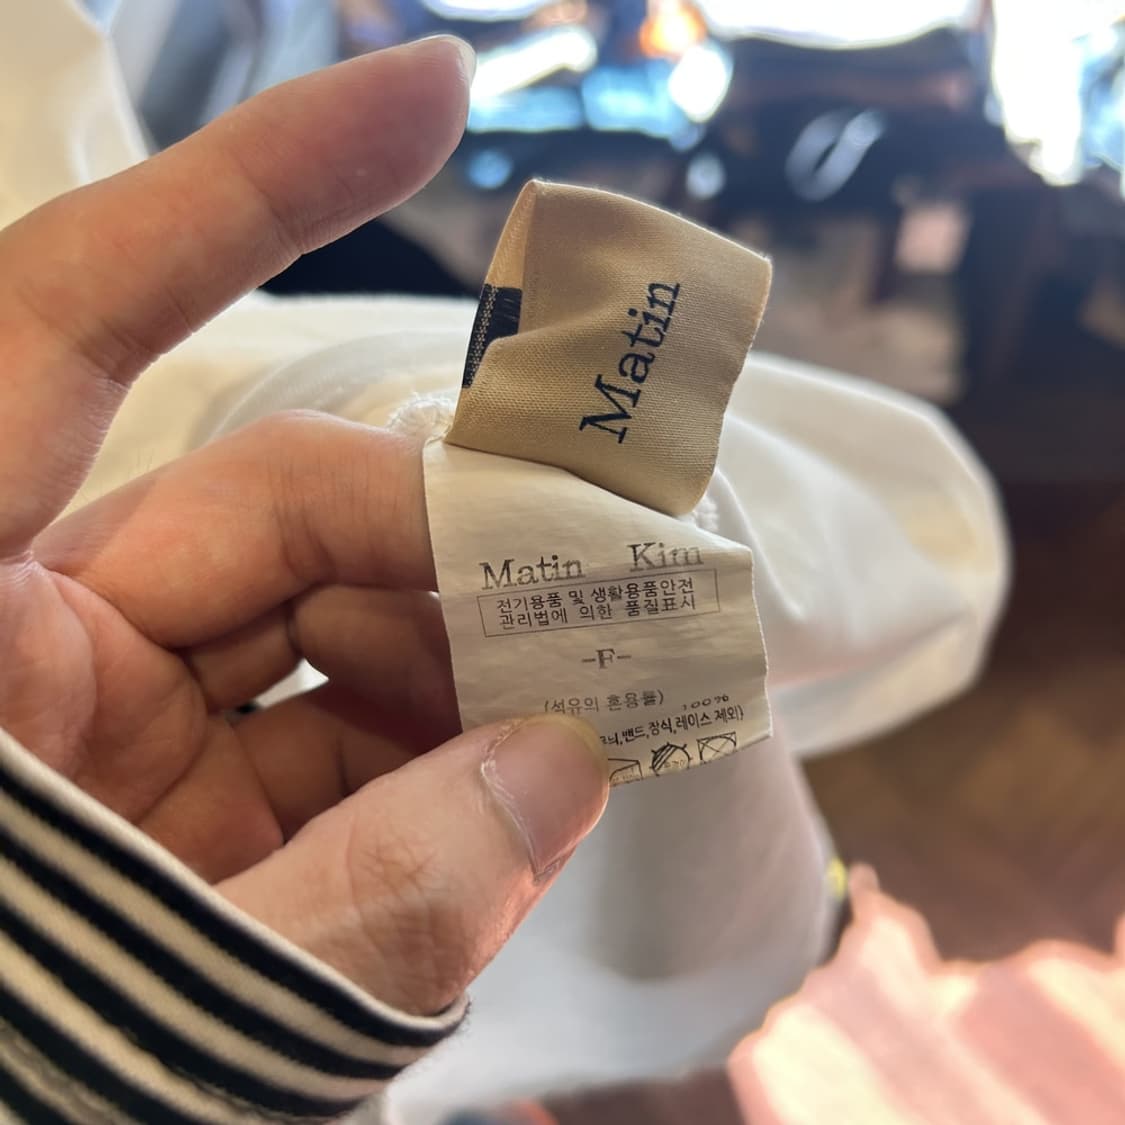 Matin
Matin Kim
전기용품 및 생활용품안전
관리법에 의한 품질표시
-F-
(섬유의 혼용률)
밴드,장식,레이스 제외)